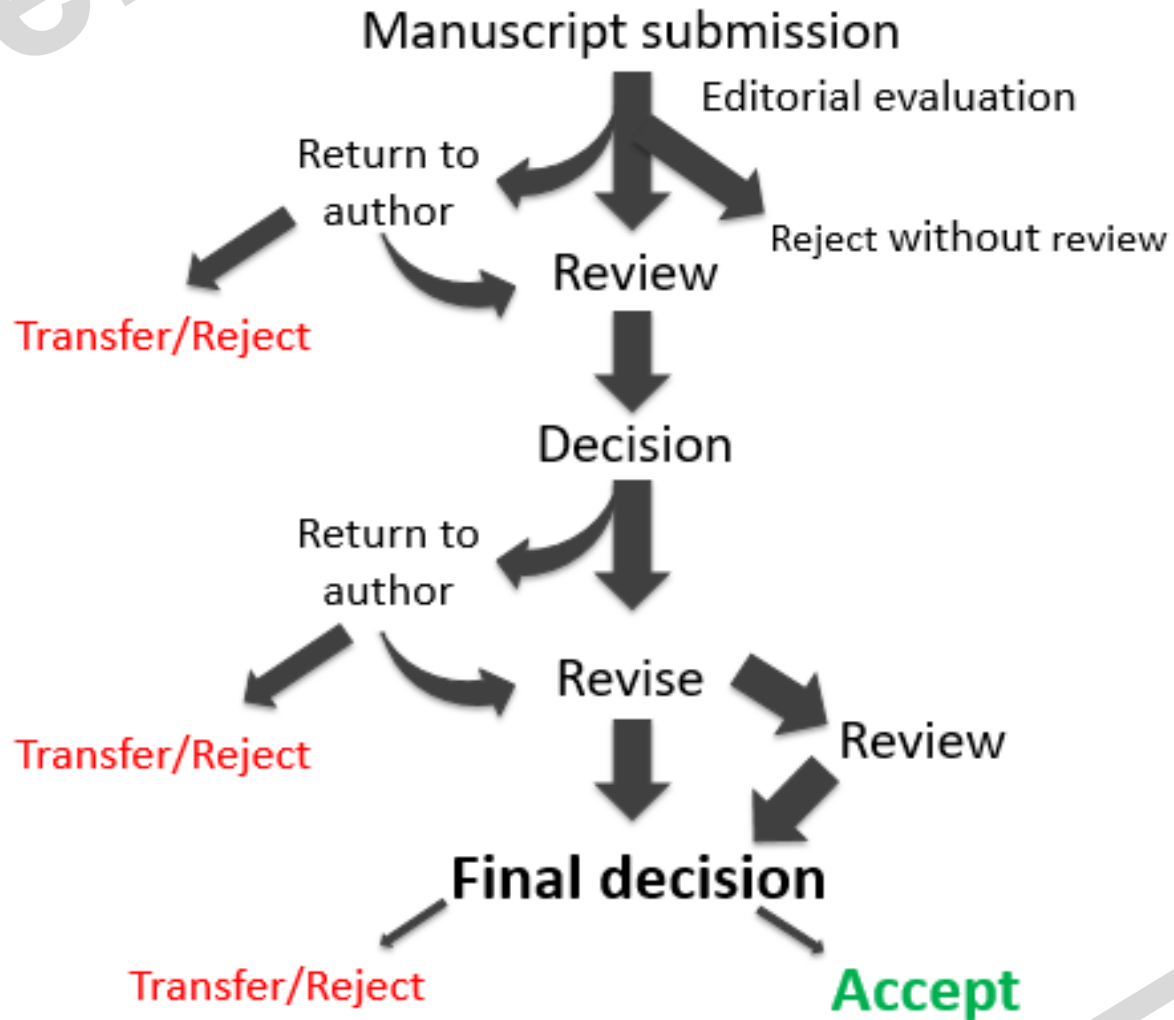 Manuscript submission
Editorial evaluation
Return to
author
Reject without review
Review
Transfer/Reject
Decision
Return to
author
Revise
Review
Transfer/Reject
Final decision
Transfer/Reject
Accept